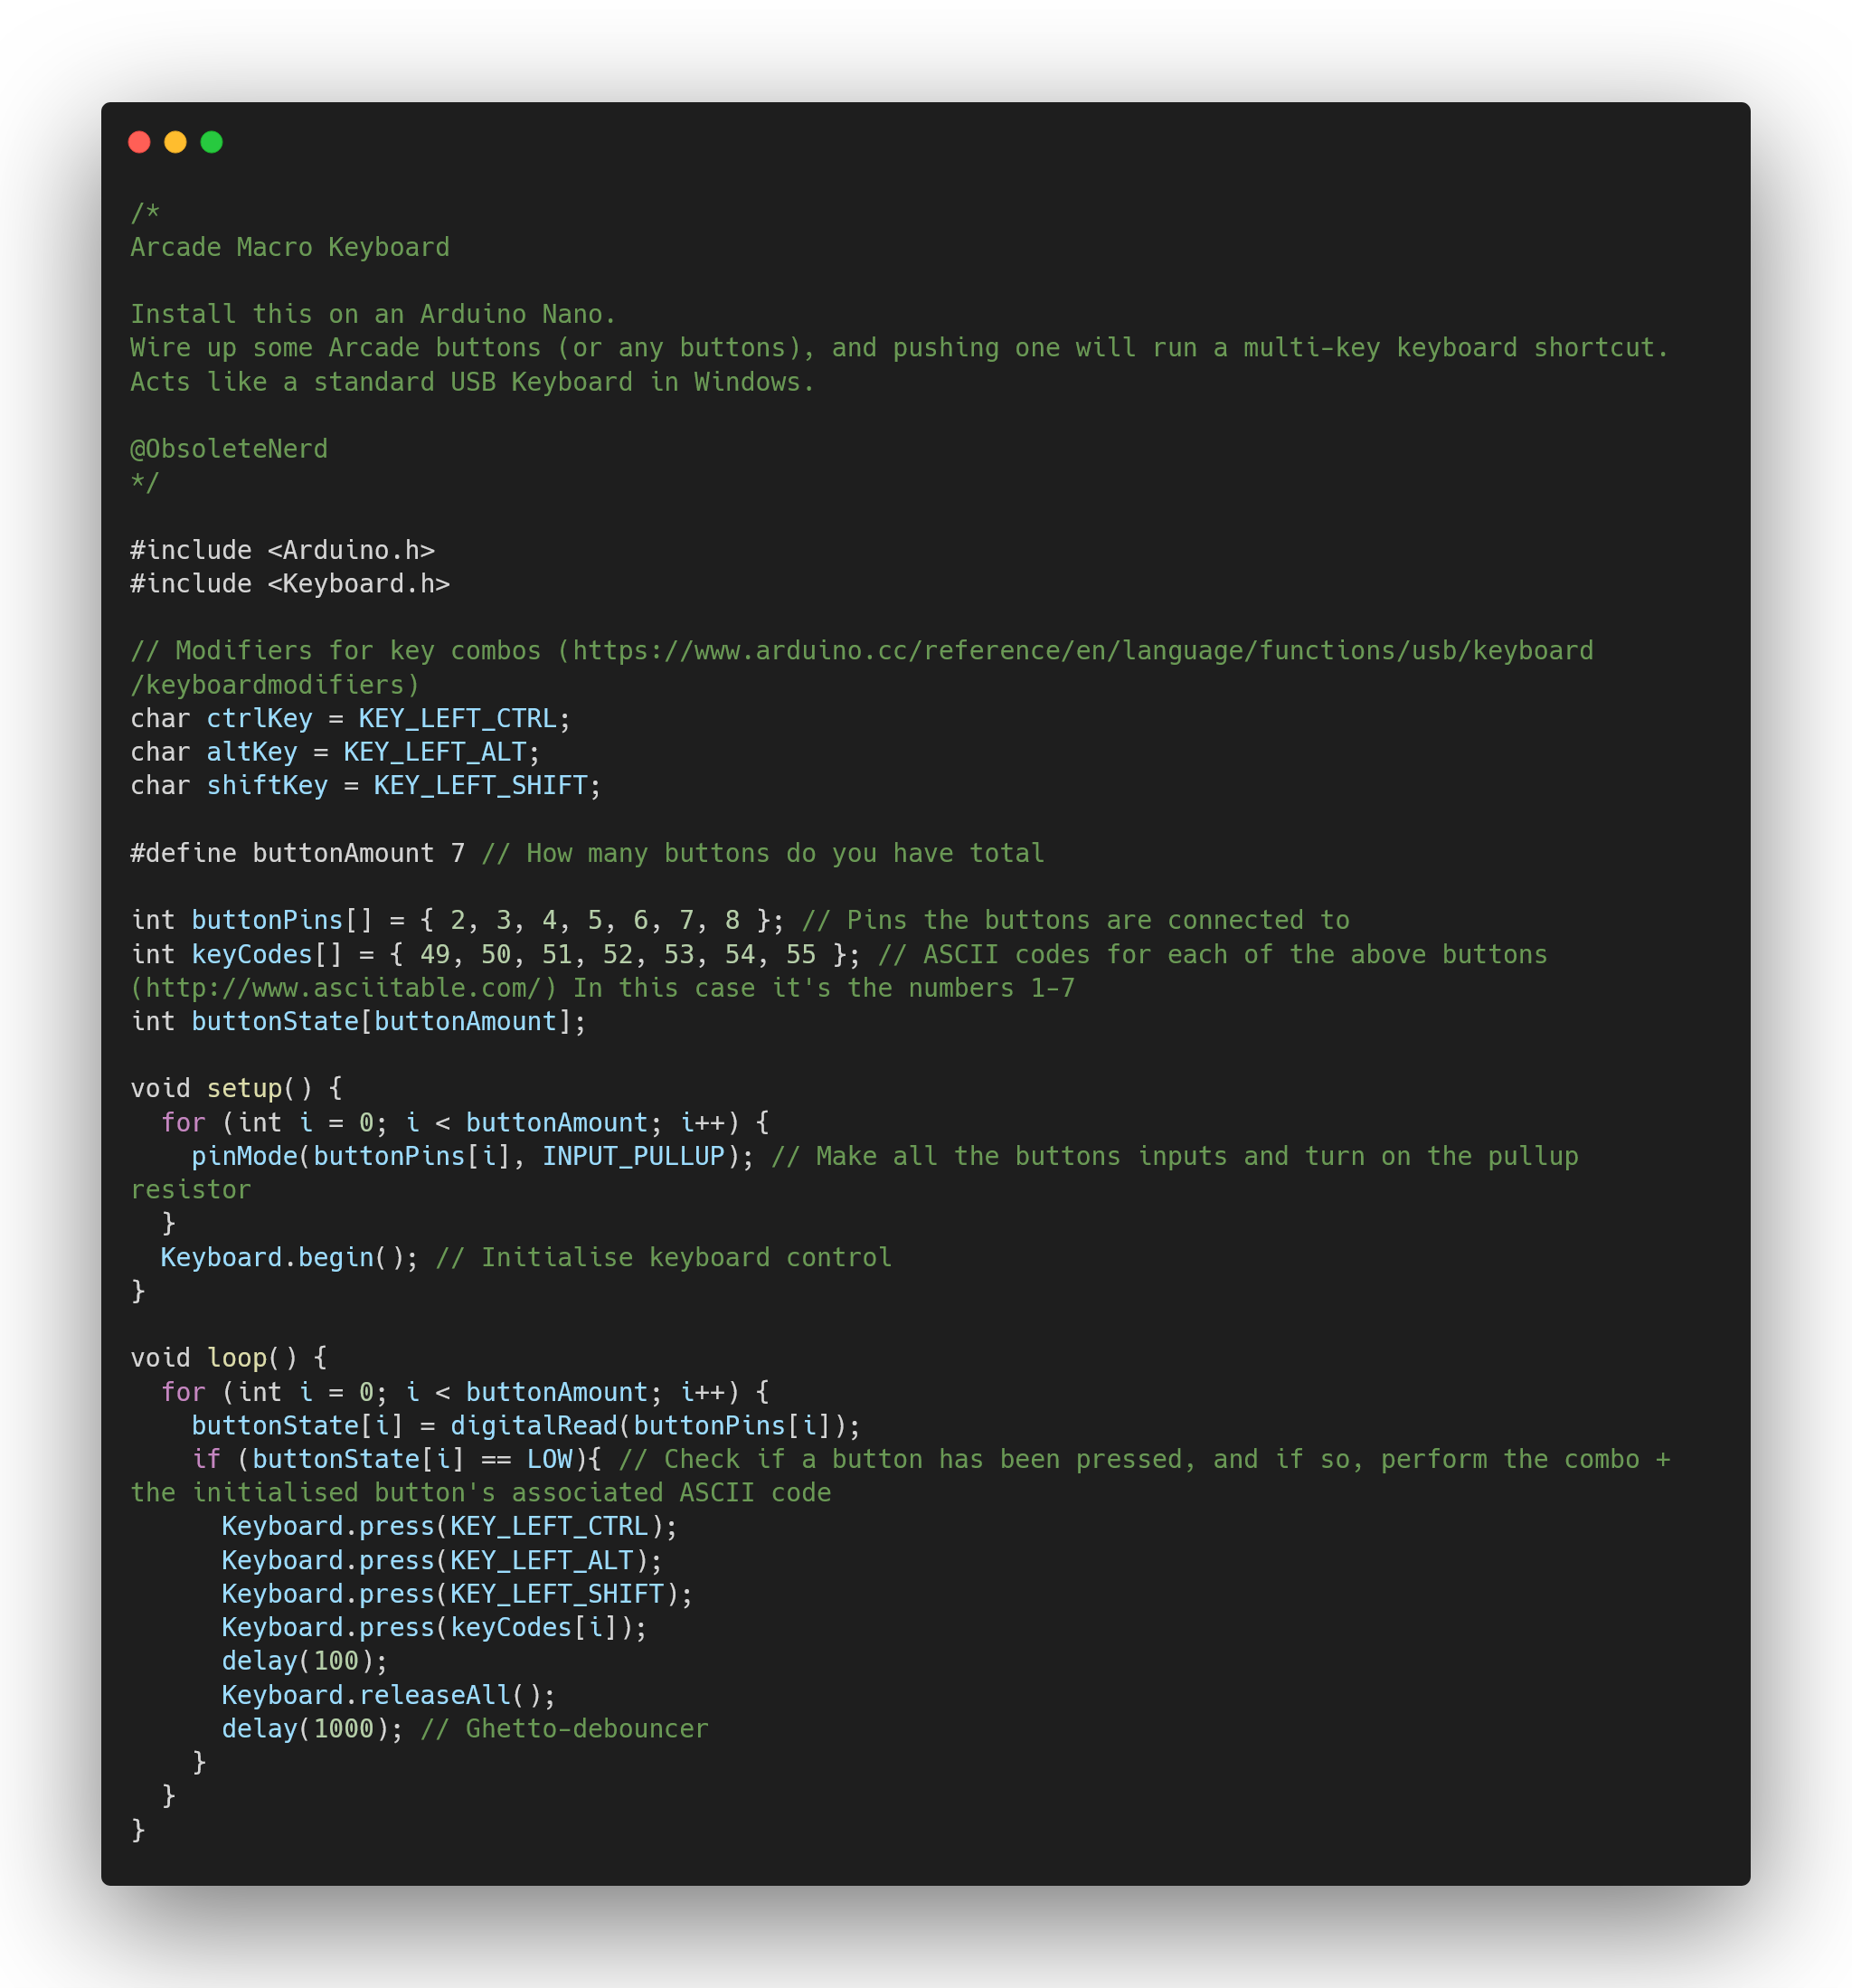 /*
Arcade Macro Keyboard

Install this on an Arduino Nano.
Wire up some Arcade buttons (or any buttons), and pushing one will run a multi-key keyboard shortcut.
Acts like a standard USB Keyboard in Windows.

@ObsoleteNerd
*/

#include <Arduino.h>
#include <Keyboard.h>

// Modifiers for key combos (https://www.arduino.cc/reference/en/language/functions/usb/keyboard
/keyboardmodifiers)
char ctrlKey = KEY_LEFT_CTRL;
char altKey = KEY_LEFT_ALT;
char shiftKey = KEY_LEFT_SHIFT;

#define buttonAmount 7 // How many buttons do you have total

int buttonPins[] = { 2, 3, 4, 5, 6, 7, 8 }; // Pins the buttons are connected to
int keyCodes[] = { 49, 50, 51, 52, 53, 54, 55 }; // ASCII codes for each of the above buttons
(http://www.asciitable.com/) In this case it's the numbers 1-7
int buttonState[buttonAmount];

void setup() {
  for (int i = 0; i < buttonAmount; i++) {
    pinMode(buttonPins[i], INPUT_PULLUP); // Make all the buttons inputs and turn on the pullup
resistor
  }
  Keyboard.begin(); // Initialise keyboard control
}

void loop() {
  for (int i = 0; i < buttonAmount; i++) {
    buttonState[i] = digitalRead(buttonPins[i]);
    if (buttonState[i] == LOW){ // Check if a button has been pressed, and if so, perform the combo +
the initialised button's associated ASCII code
      Keyboard.press(KEY_LEFT_CTRL);
      Keyboard.press(KEY_LEFT_ALT);
      Keyboard.press(KEY_LEFT_SHIFT);
      Keyboard.press(keyCodes[i]);
      delay(100);
      Keyboard.releaseAll();
      delay(1000); // Ghetto-debouncer
    }
  }
}